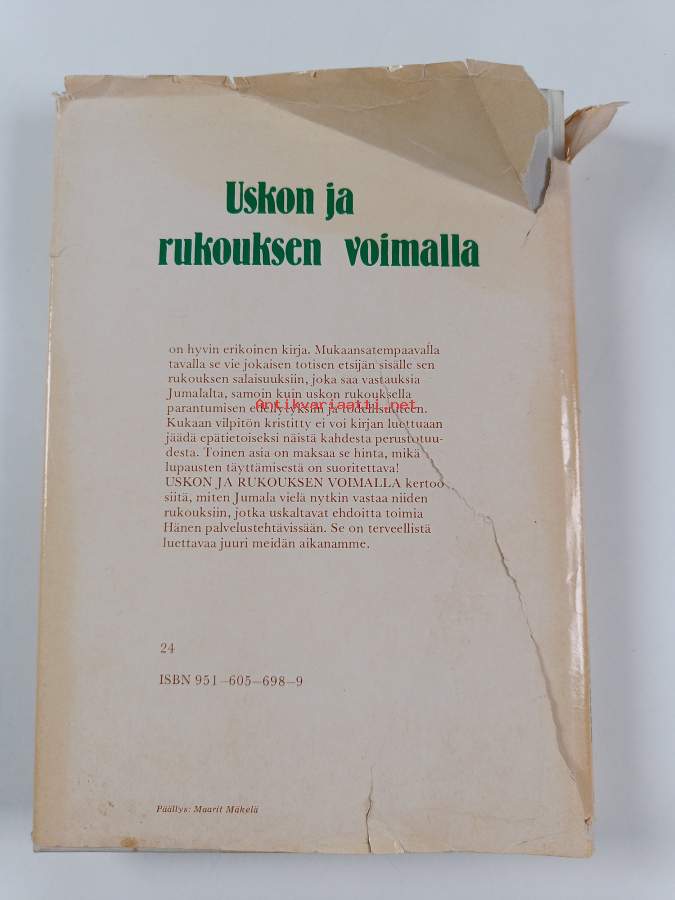 Uskon ja
rukouksen voimalla
on hyvin erikoinen kirja. Mukaansatempaavalla
tavalla se vie jokaisen totisen etsijän sisälle sen
rukouksen salaisuuksiin, joka saa vastauksia
Jumalalta, samoin kuin uskon rukouksella
Antikvariaatti.net
parantumisen edellytyksiin ja todellisuuteen.
Kukaan vilpitön kristitty ei voi kirjan luettuaan
jäädä epätietoiseksi näistä kahdesta perustotuu-
desta. Toinen asia on maksaa se hinta, mikä
lupausten täyttämisestä on suoritettava!
USKON JA RUKOUKSEN VOIMALLA kertoo
siitä, miten Jumala vielä nytkin vastaa niiden
rukouksiin, jotka uskaltavat ehdoitta toimia
Hänen palvelustehtävissään. Se on terveellistä
luettavaa juuri meidän aikanamme.
24
ISBN 951-605-698-9
Päällys: Maarit Mäkelä